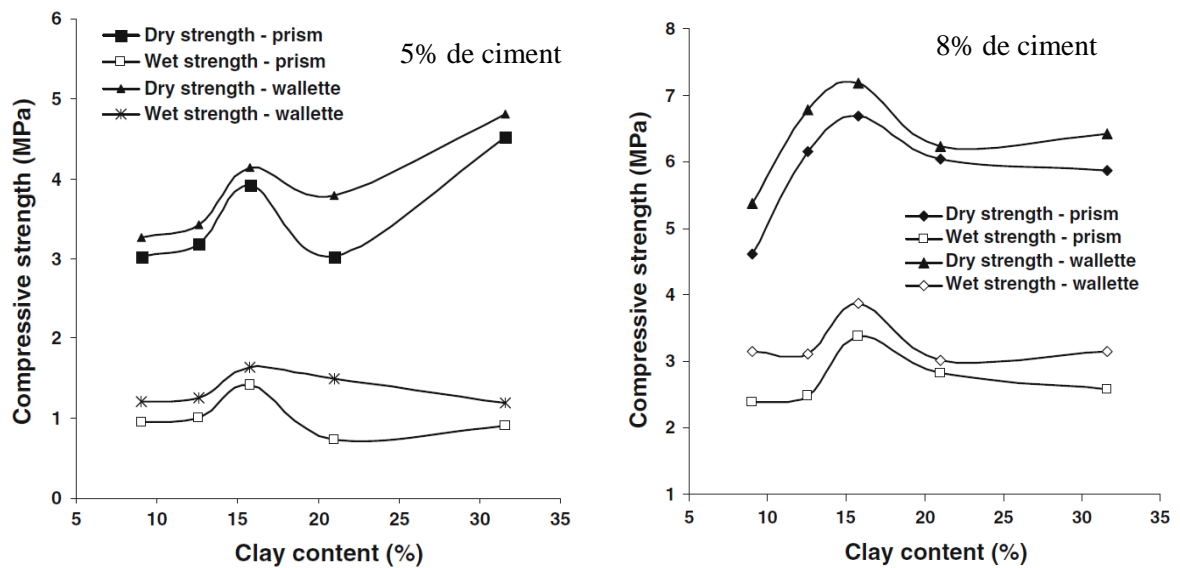 6
5
4
3
2
1
0
5
10
15
20
25
30
35
Compressive strength (MPa)
Clay content (%)
Dry strength - prism
Wet strength - prism
Dry strength - wallette
Wet strength - wallette
5% de ciment
8
7
6
5
4
3
2
1
5
10
15
20
25
30
35
Compressive strength (MPa)
Clay content (%)
8% de ciment
Dry strength - prism
Wet strength - prism
Dry strength - wallette
Wet strength - wallette